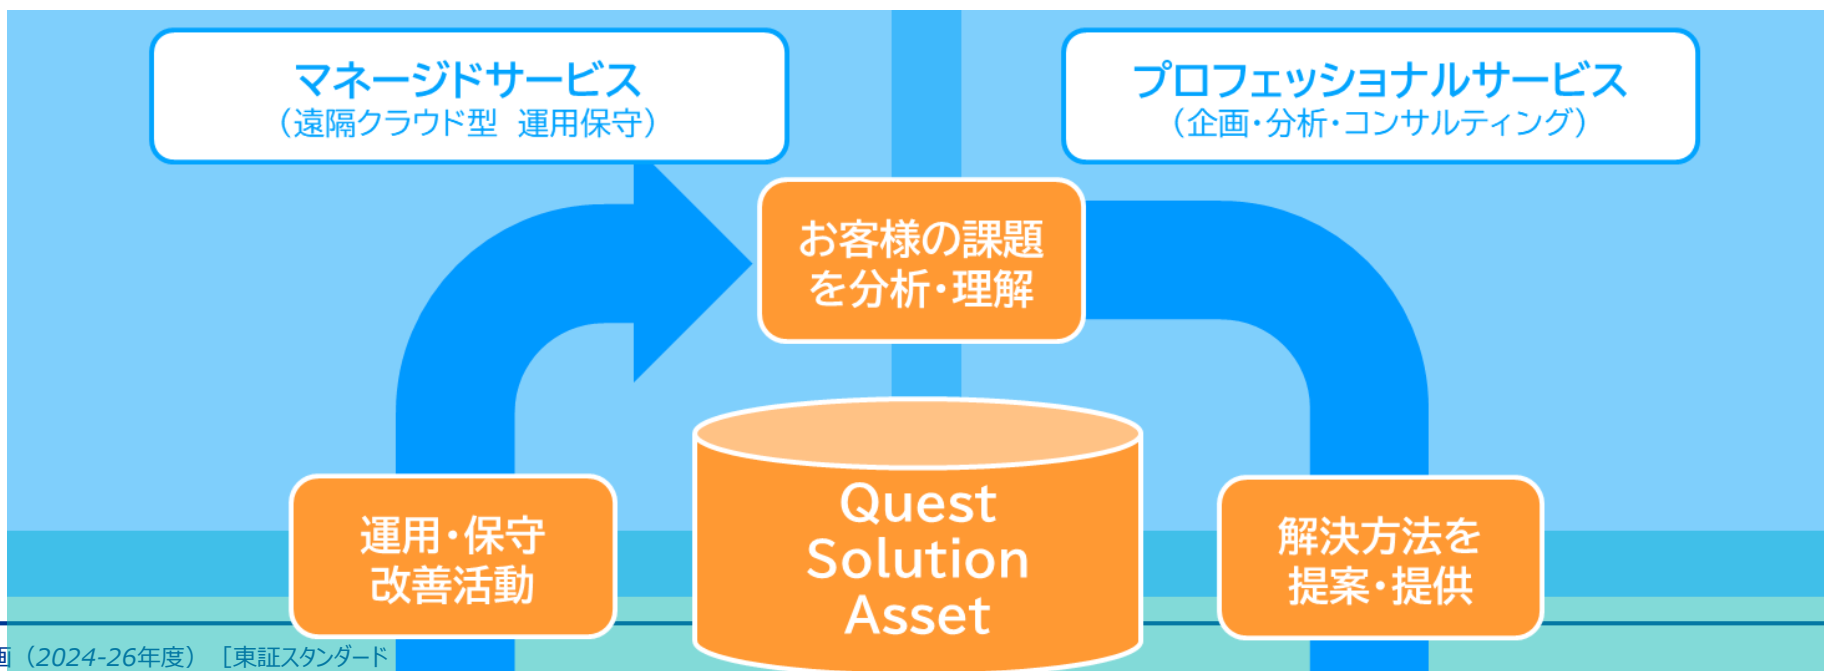 マネージドサービス
（遠隔クラウド型　運用保守）
プロフェッショナルサービス
（企画・分析・コンサルティング）
お客様の課題
を分析・理解
運用・保守
改善活動
Quest
Solution
Asset
解決方法を
提案・提供
画（2024-26年度）［東証スタンダード